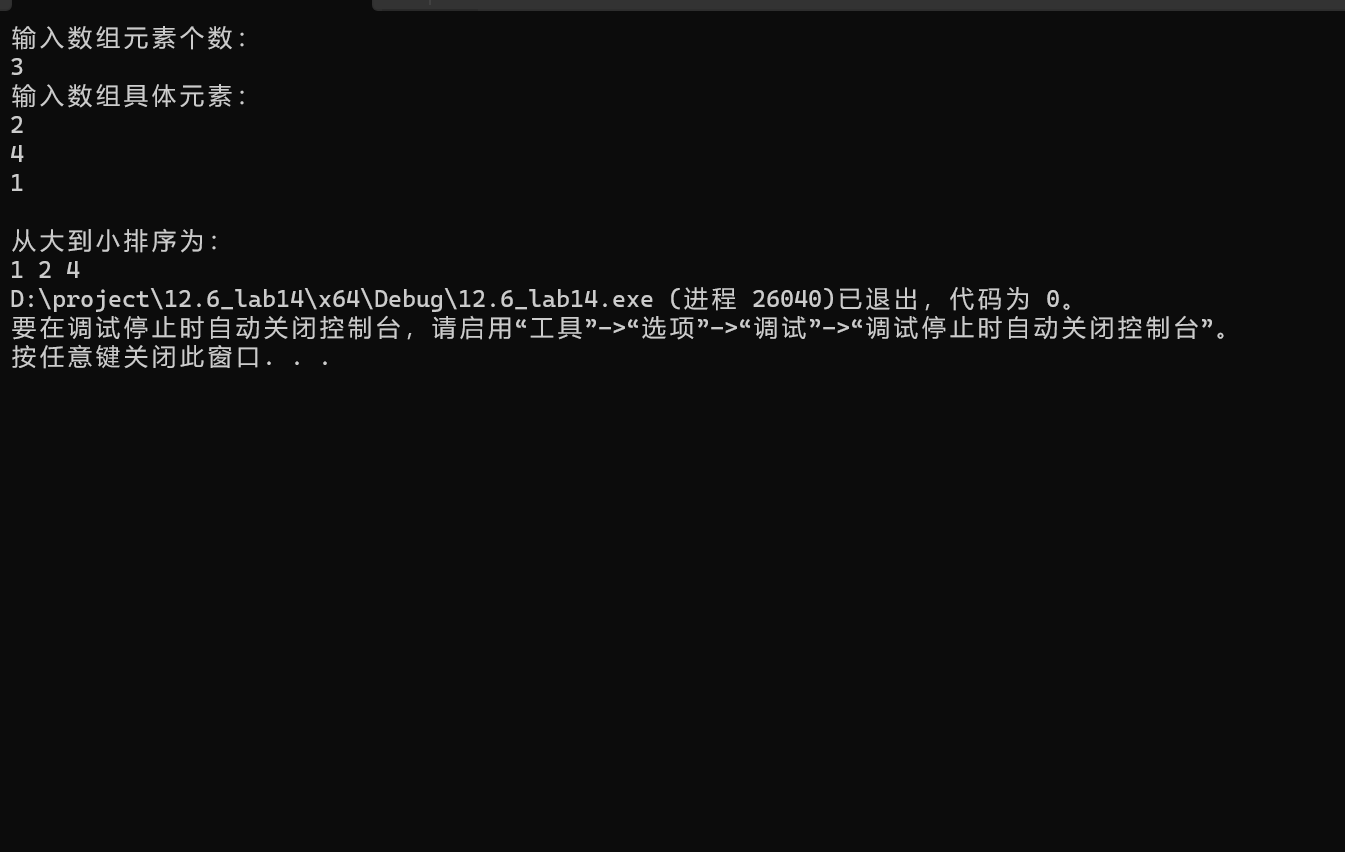 输入数组元素个数：
3
输入数组具体元素：
2
4
1
从大到小排序为：
1 2 4
D:\project\12.6_lab14\x64\Debug\12.6_lab14.exe (进程 26040)已退出，代码为 0。
要在调试停止时自动关闭控制台，请启用“工具”->“选项”->“调试”->“调试停止时自动关闭控制台”。
按任意键关闭此窗口. . .